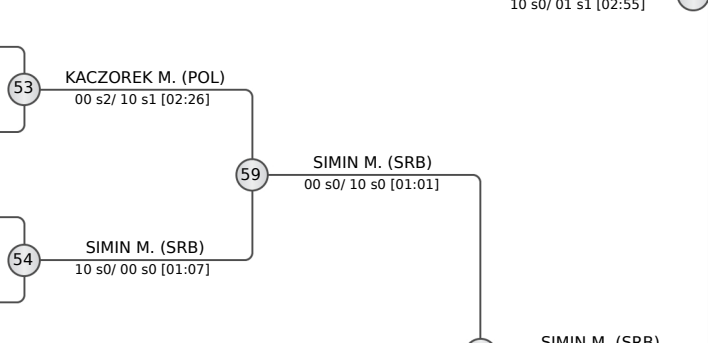 10 s0/ 01 s1 [02:55]
53
KACZOREK M. (POL)
00 s2/ 10 s1 [02:26]
59
SIMIN M. (SRB)
00 s0/ 10 s0 [01:01]
54
SIMIN M. (SRB)
10 s0/ 00 s0 [01:07]
SIMIN M. (SRB)